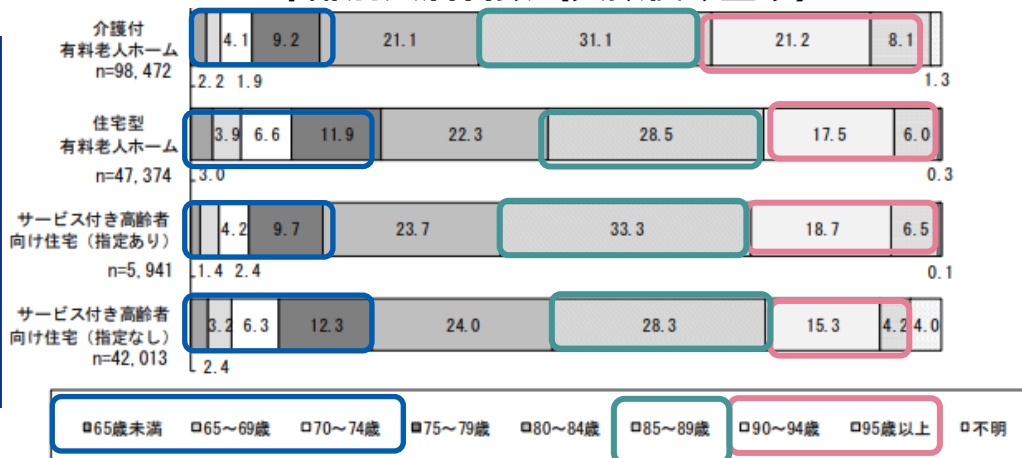 介護付
有料老人ホーム
n=98,472
4.1 9.2 21.1 31.1 21.2 8.1
2.2 1.9 1.3
住宅型
有料老人ホーム
n=47,374
3.9 6.6 11.9 22.3 28.5 17.5 6.0
3.0 0.3
サービス付き高齢者
向け住宅（指定あり）
n=5,941
4.2 9.7 23.7 33.3 18.7 6.5
1.4 2.4 0.1
サービス付き高齢者
向け住宅（指定なし）
n=42,013
3.2 6.3 12.3 24.0 28.3 15.3 4.2 4.0
2.4
65歳未満 65～69歳 70～74歳 75～79歳 80～84歳 85～89歳 90～94歳 95歳以上 不明